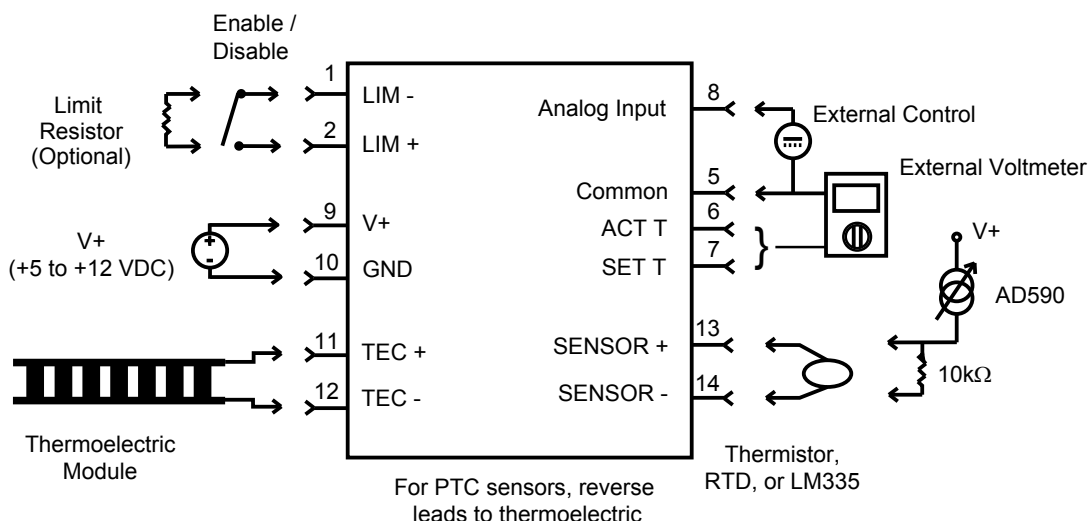 Enable /
Disable
Limit
Resistor
(Optional)
1
LIM -
2
LIM +
V+
(+5 to +12 VDC)
9
V+
10
GND
11
TEC +
12
TEC -
Thermoelectric
Module
Analog Input
8
External Control
External Voltmeter
Common
5
ACT T
6
SET T
7
V+
AD590
10kΩ
SENSOR +
13
SENSOR -
14
Thermistor,
RTD, or LM335
For PTC sensors, reverse
leads to thermoelectric